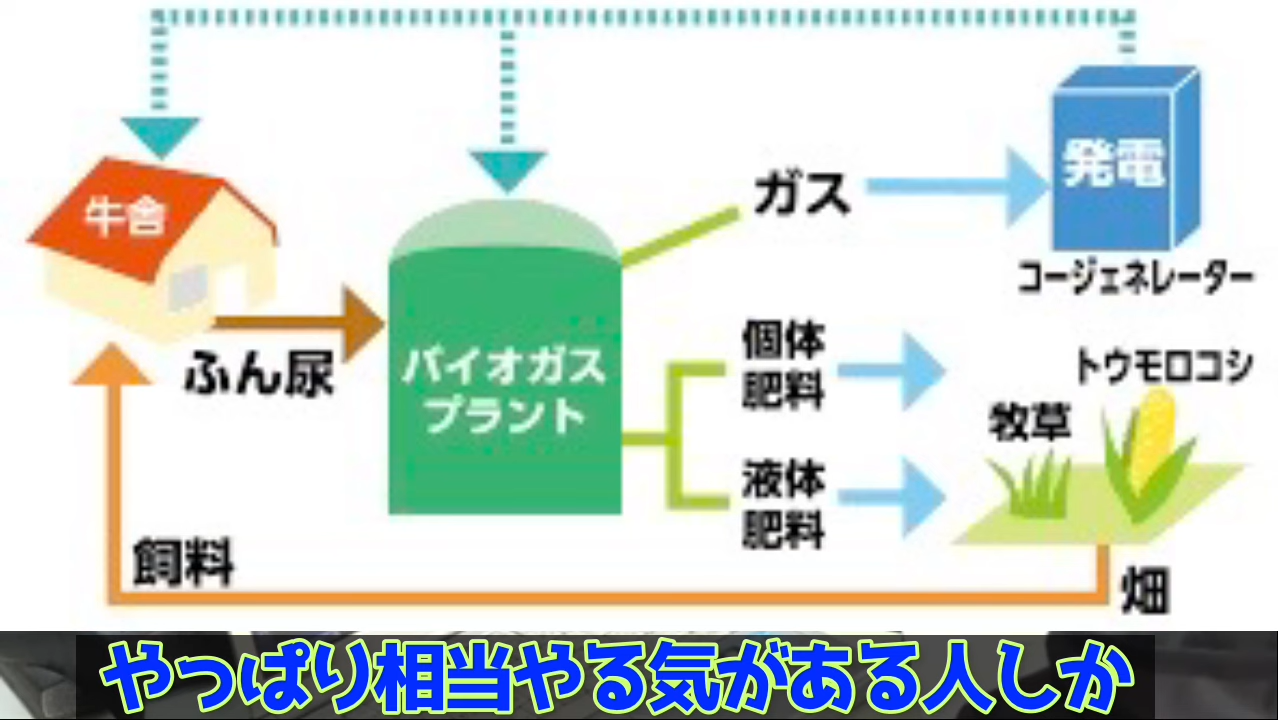 牛舎
発電
ガス
コージェネレーター
ふん尿
バイオガス
プラント
個体
肥料
トウモロコシ
牧草
液体
肥料
飼料
畑
やっぱり相当やる気がある人しか